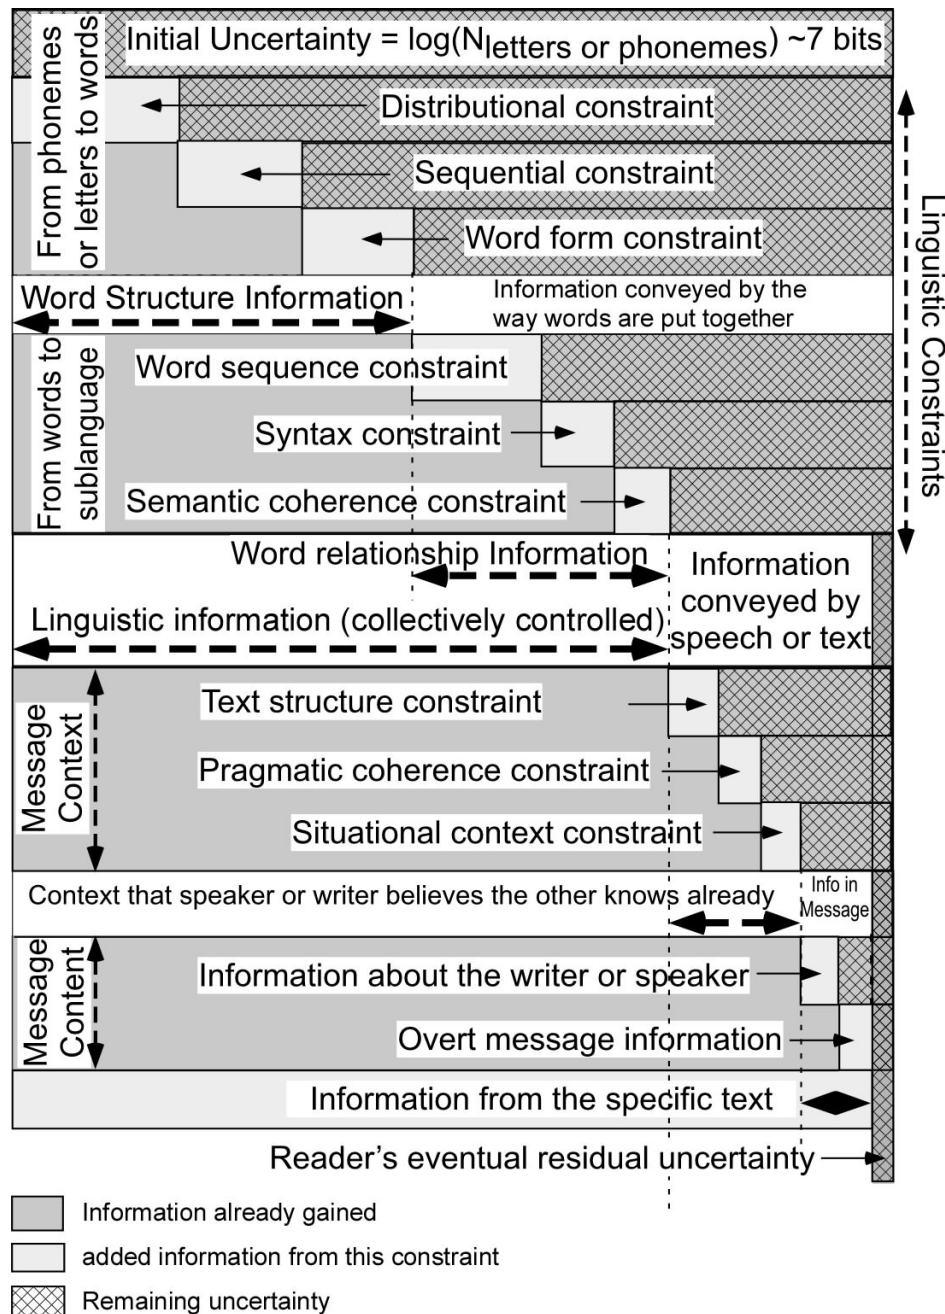 Initial Uncertainty = log(Nletters or phonemes) ~7 bits
From phonemes
or letters to words
Distributional constraint
Sequential constraint
Word form constraint
Linguistic Constraints
Word Structure Information
Information conveyed by the
way words are put together
From words to
sublanguage
Word sequence constraint
Syntax constraint
Semantic coherence constraint
Word relationship Information
Linguistic information (collectively controlled)
Information
conveyed by
speech or text
Message
Context
Text structure constraint
Pragmatic coherence constraint
Situational context constraint
Context that speaker or writer believes the other knows already
Info in
Message
Message
Content
Information about the writer or speaker
Overt message information
Information from the specific text
Reader's eventual residual uncertainty
Information already gained
added information from this constraint
Remaining uncertainty